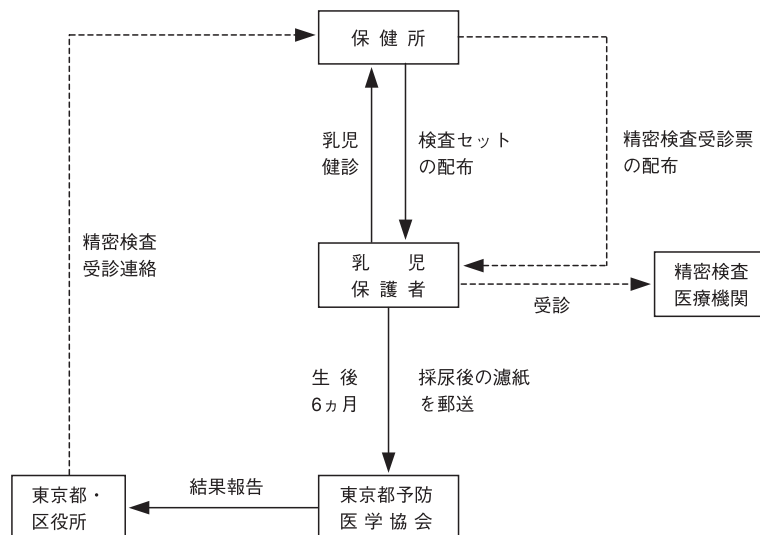 保健所
乳児
健診
検査セット
の配布
精密検査受診票
の配布
精密検査
受診連絡
乳児
保護者
精密検査
医療機関
受診
生後
6ヵ月
採尿後の濾紙
を郵送
結果報告
東京都・
区役所
東京都予防
医学協会